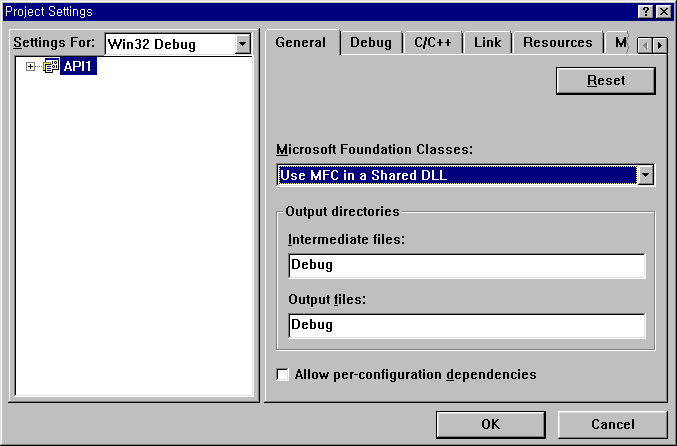 Project Settings
Settings For: Win32 Debug
API1
General Debug C/C++ Link Resources M
Reset
Microsoft Foundation Classes:
Use MFC in a Shared DLL
Output directories
Intermediate files:
Debug
Output files:
Debug
Allow per-configuration dependencies
OK Cancel